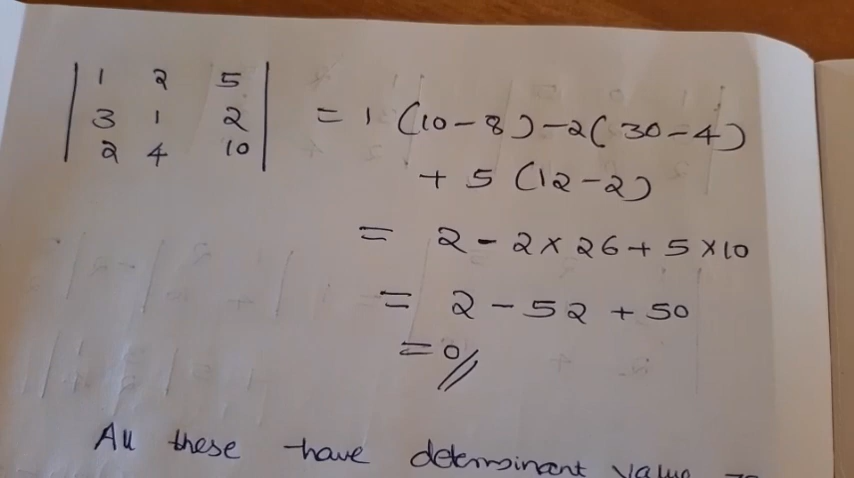 | 1 2 5 |
| 3 1 2 | = 1 (10 - 8) - 2 (30 - 4)
| 2 4 10 |
+ 5 (12 - 2)
= 2 - 2 × 26 + 5 × 10
= 2 - 52 + 50
= 0 //
All these have determinant value